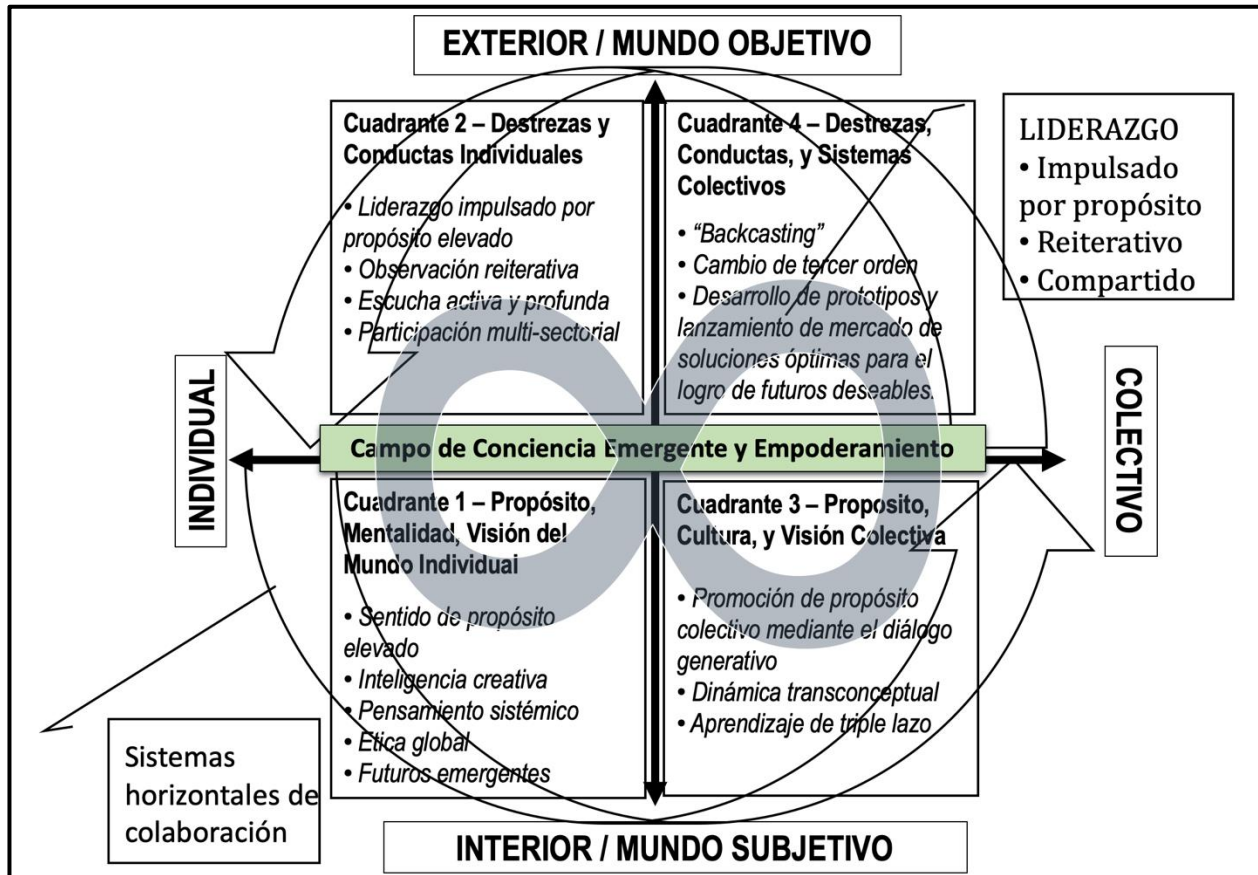 EXTERIOR / MUNDO OBJETIVO
Cuadrante 2 – Destrezas y
Conductas Individuales
• Liderazgo impulsado por
propósito elevado
• Observación reiterativa
• Escucha activa y profunda
• Participación multi-sectorial
Cuadrante 4 – Destrezas,
Conductas, y Sistemas
Colectivos
• “Backcasting”
• Cambio de tercer orden
• Desarrollo de prototipos y
lanzamiento de mercado de
soluciones óptimas para el
logro de futuros deseables.
LIDERAZGO
• Impulsado
por propósito
• Reiterativo
• Compartido
INDIVIDUAL
Campo de Conciencia Emergente y Empoderamiento
COLECTIVO
Cuadrante 1 – Propósito,
Mentalidad, Visión del
Mundo Individual
• Sentido de propósito
elevado
• Inteligencia creativa
• Pensamiento sistémico
• Etica global
• Futuros emergentes
Cuadrante 3 – Proposito,
Cultura, y Visión Colectiva
• Promoción de propósito
colectivo mediante el diálogo
generativo
• Dinámica transconceptual
• Aprendizaje de triple lazo
Sistemas
horizontales de
colaboración
INTERIOR / MUNDO SUBJETIVO